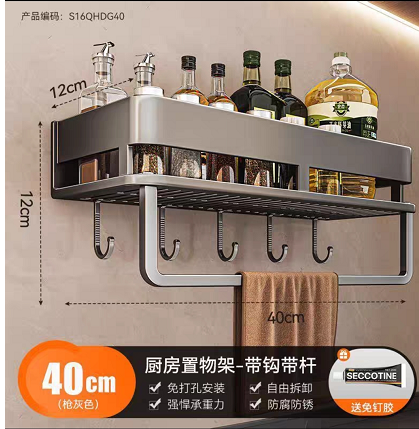 产品编码：S16QHDG40
12cm
12cm
40cm
40cm
(枪灰色)
厨房置物架-带钩带杆
免打孔安装
自由拆卸
强悍承重力
防腐防锈
SECCOTINE
送免钉胶